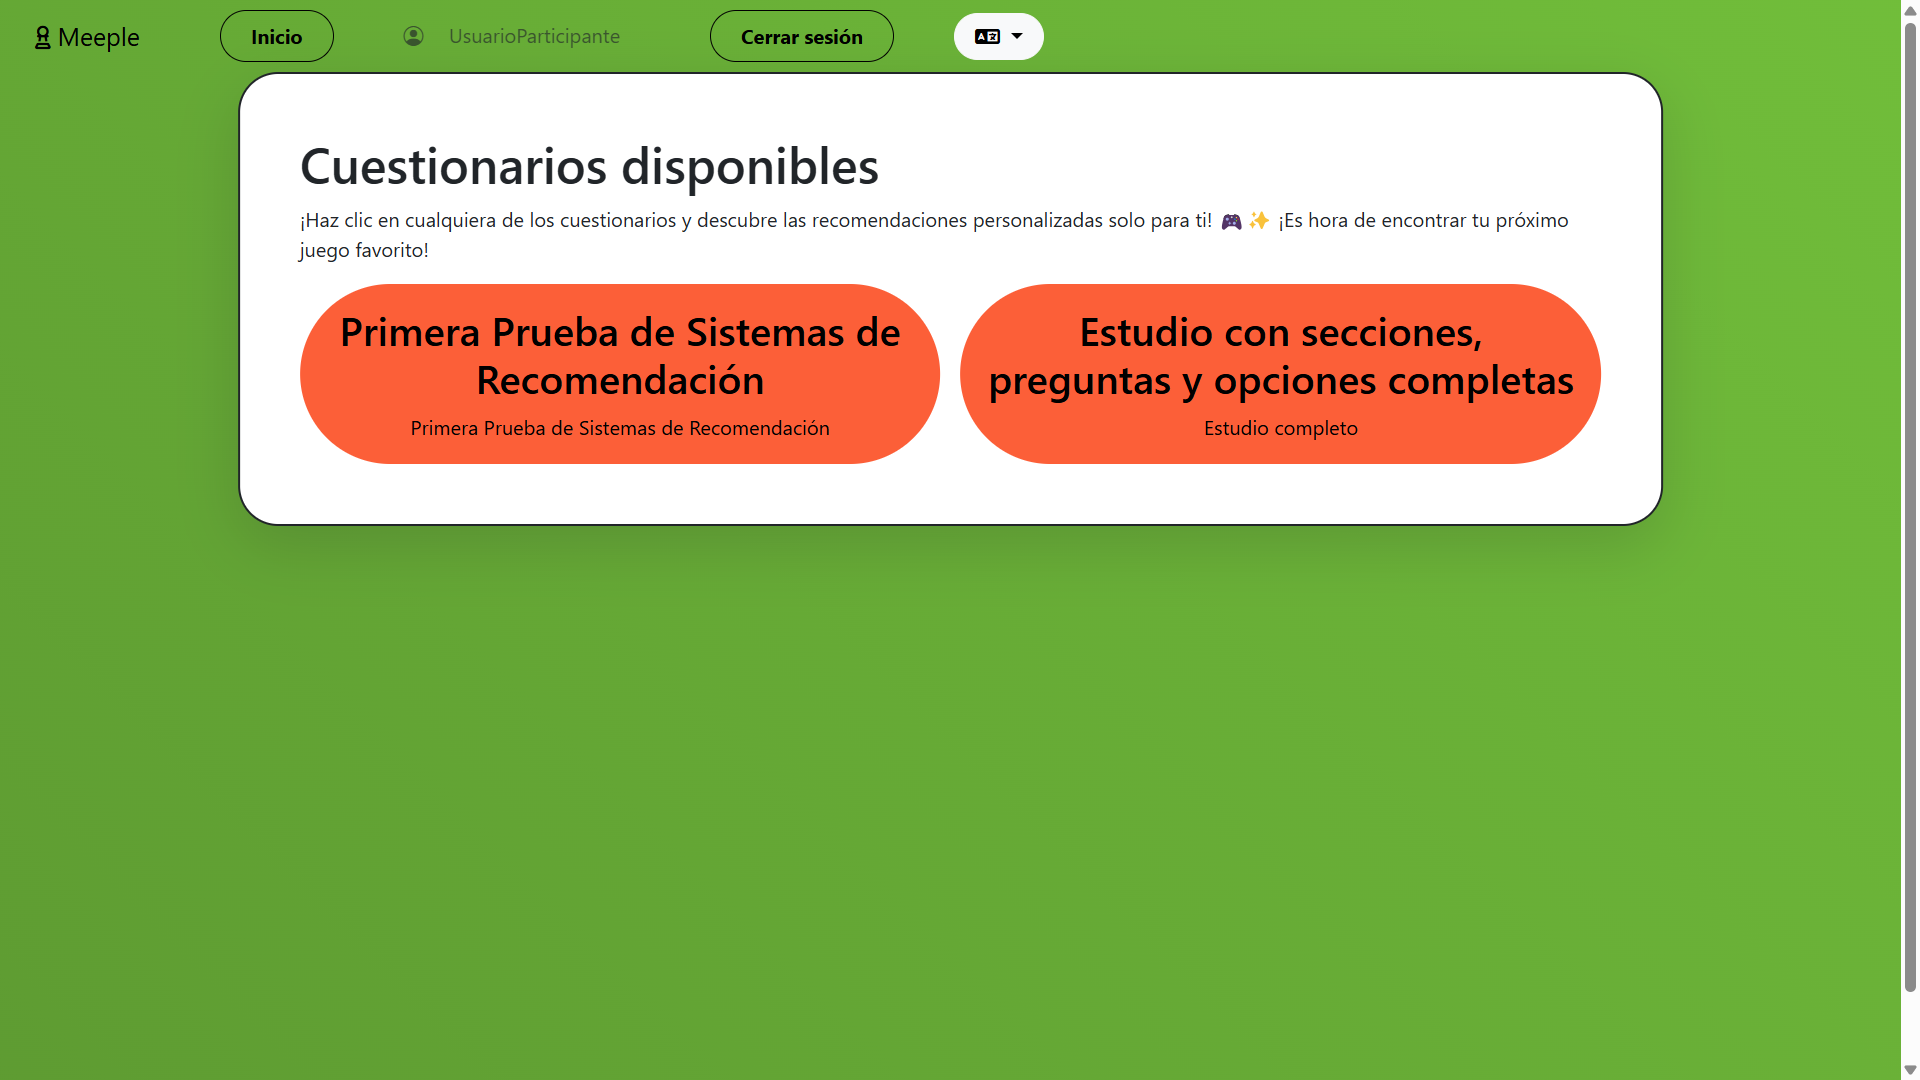 Meeple
Inicio
UsuarioParticipante
Cerrar sesión
Cuestionarios disponibles
¡Haz clic en cualquiera de los cuestionarios y descubre las recomendaciones personalizadas solo para ti! 🎮 ✨ ¡Es hora de encontrar tu próximo
juego favorito!
Primera Prueba de Sistemas de
Recomendación
Primera Prueba de Sistemas de Recomendación
Estudio con secciones,
preguntas y opciones completas
Estudio completo